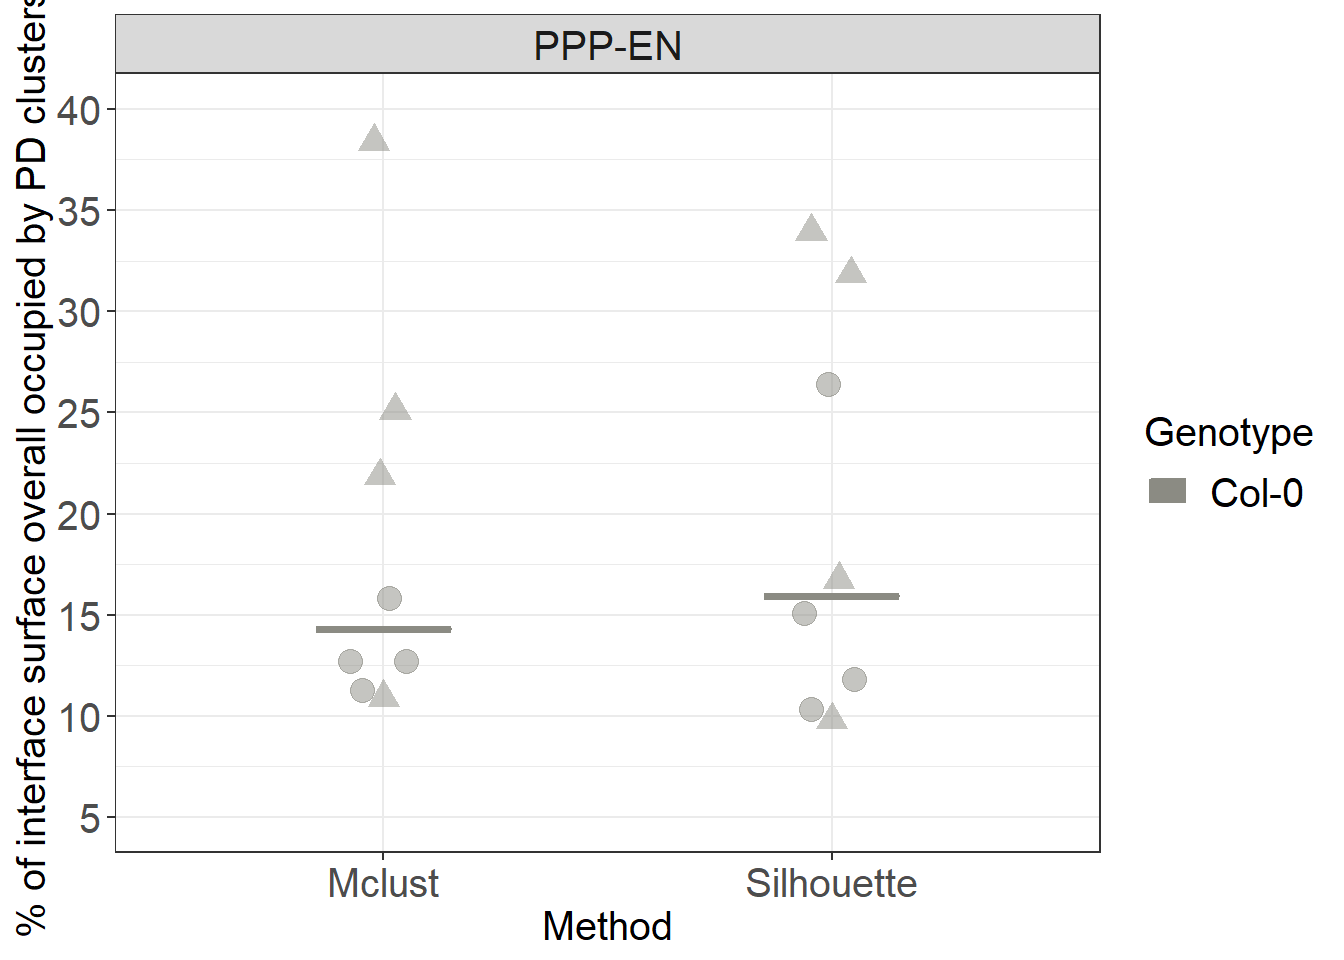 PPP-EN
% of interface surface overall occupied by PD clusters
40
35
30
25
20
15
10
5
Mclust
Silhouette
Method
Genotype
Col-0